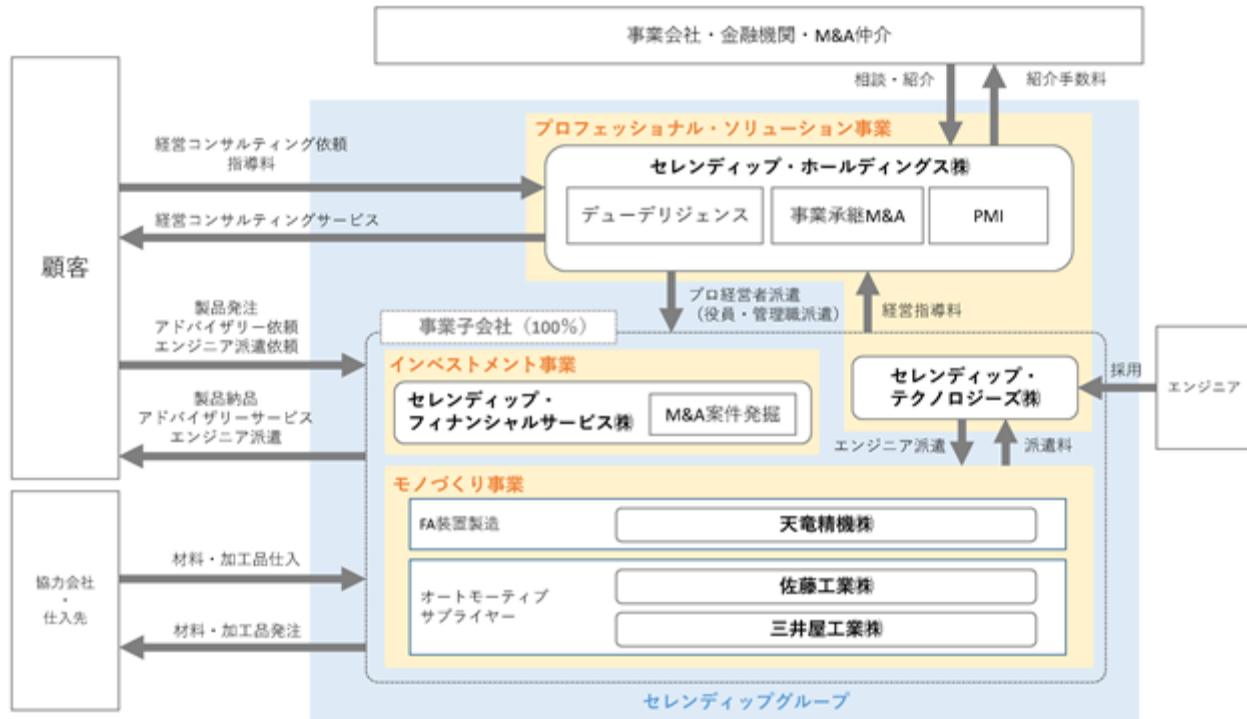 事業会社・金融機関・M&A仲介
相談・紹介
紹介手数料
プロフェッショナル・ソリューション事業
経営コンサルティング依頼
指導料
セレンディップ・ホールディングス㈱
デューデリジェンス
事業承継M&A
PMI
経営コンサルティングサービス
顧客
プロ経営者派遣
（役員・管理職派遣）
経営指導料
製品発注
アドバイザリー依頼
エンジニア派遣依頼
事業子会社（100％）
インベストメント事業
セレンディップ・
フィナンシャルサービス㈱
M&A案件発掘
セレンディップ・
テクノロジーズ㈱
採用
エンジニア
製品納品
アドバイザリーサービス
エンジニア派遣
エンジニア派遣
派遣料
モノづくり事業
FA装置製造
天竜精機㈱
材料・加工品仕入
協力会社
・
仕入先
オートモーティブ
サプライヤー
佐藤工業㈱
三井屋工業㈱
材料・加工品発注
セレンディップグループ